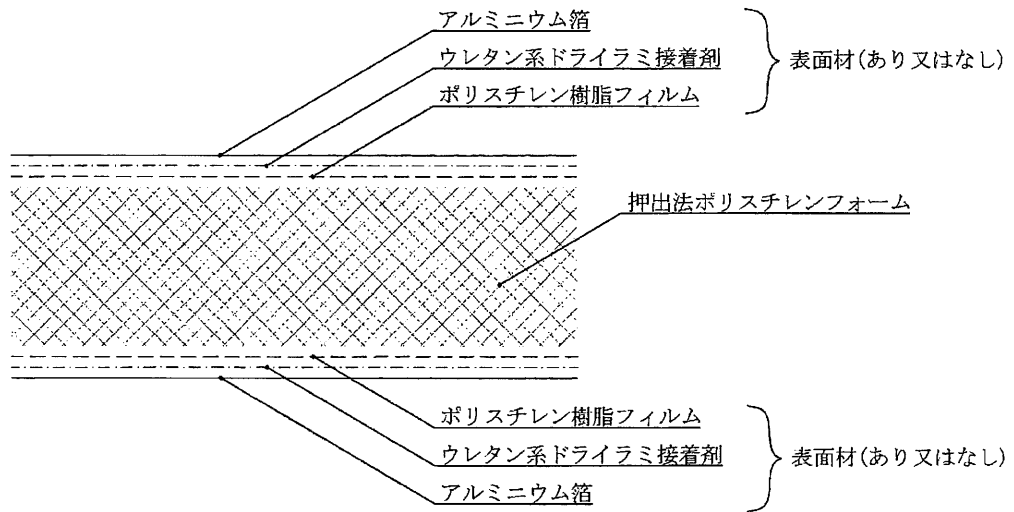 アルミニウム箔
ウレタン系ドライラミ接着剤
ポリスチレン樹脂フィルム
表面材(あり又はなし)
押出法ポリスチレンフォーム
ポリスチレン樹脂フィルム
ウレタン系ドライラミ接着剤
アルミニウム箔
表面材(あり又はなし)